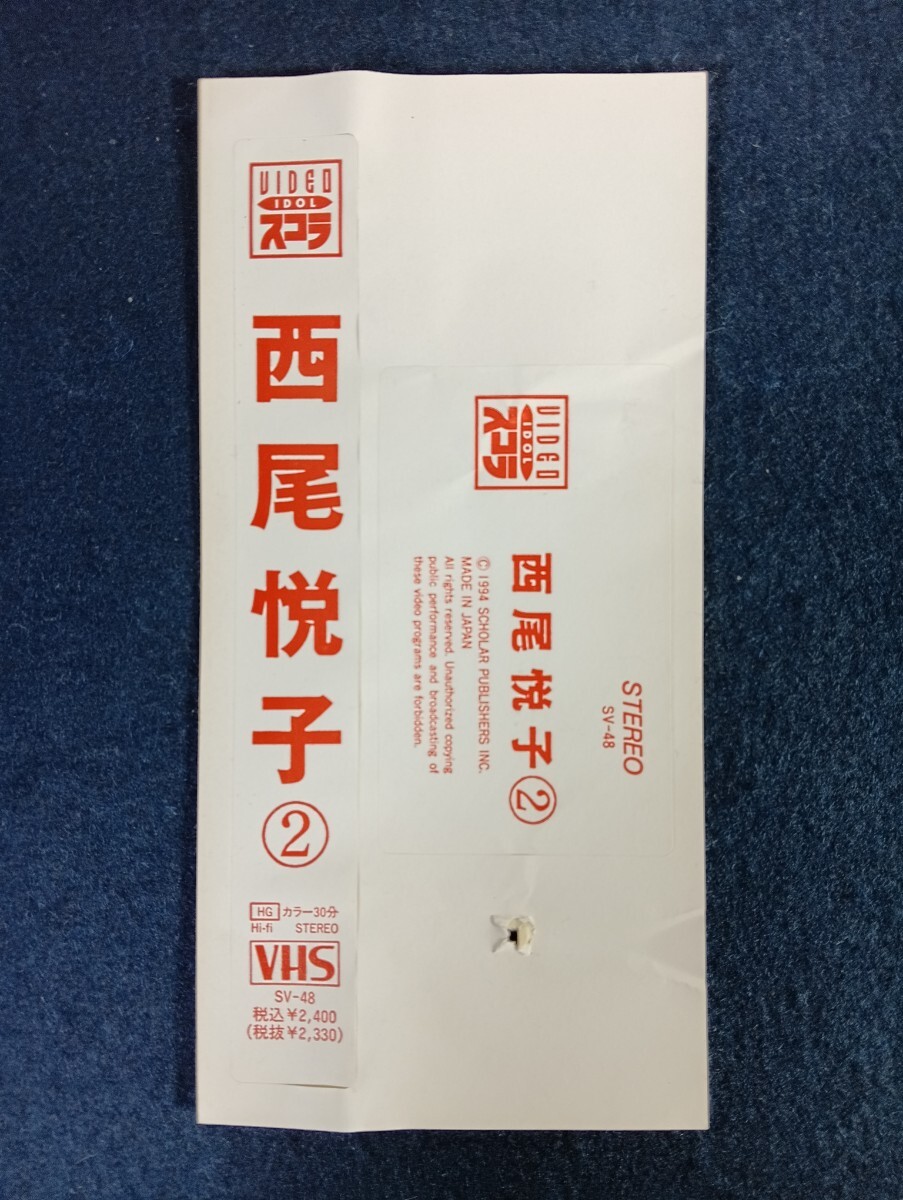 VIDEO
IDOL
スコラ
西尾悦子②
HG カラー30分
Hi-fi STEREO
VHS
SV-48
税込¥2,400
(税抜¥2,330)
VIDEO
IDOL
スコラ
STEREO
SV-48
西尾悦子②
© 1994 SCHOLAR PUBLISHERS INC.
MADE IN JAPAN
All rights reserved. Unauthorized copying
public performance and broadcasting of
these video programs are forbidden.